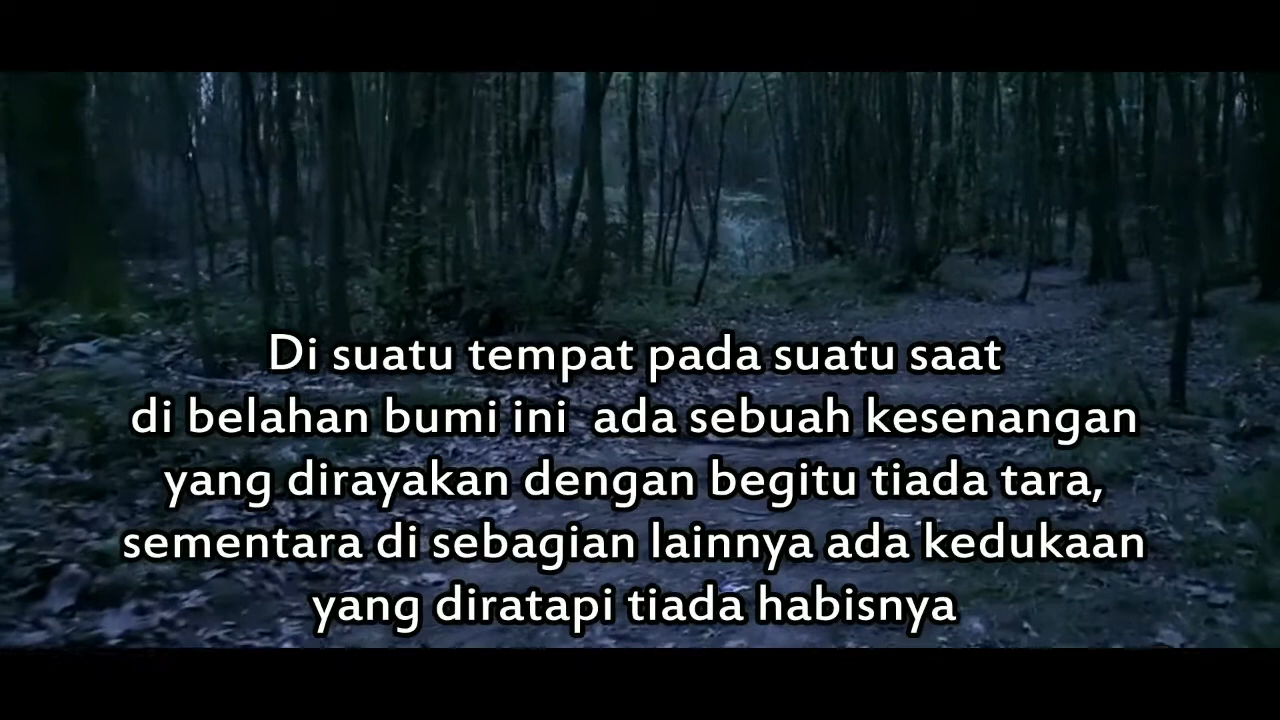 Di suatu tempat pada suatu saat
di belahan bumi ini ada sebuah kesenangan
yang dirayakan dengan begitu tiada tara,
sementara di sebagian lainnya ada kedukaan
yang diratapi tiada habisnya